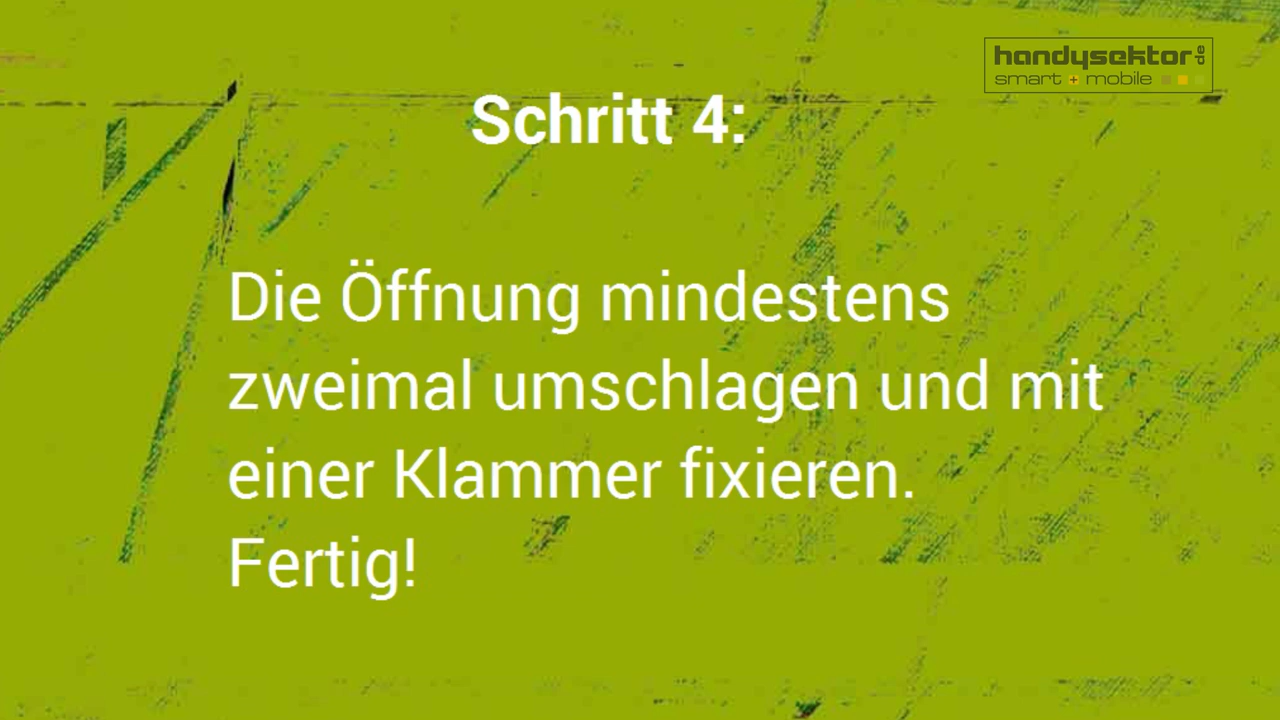 handysektor.de
smart + mobile
Schritt 4:
Die Öffnung mindestens
zweimal umschlagen und mit
einer Klammer fixieren.
Fertig!